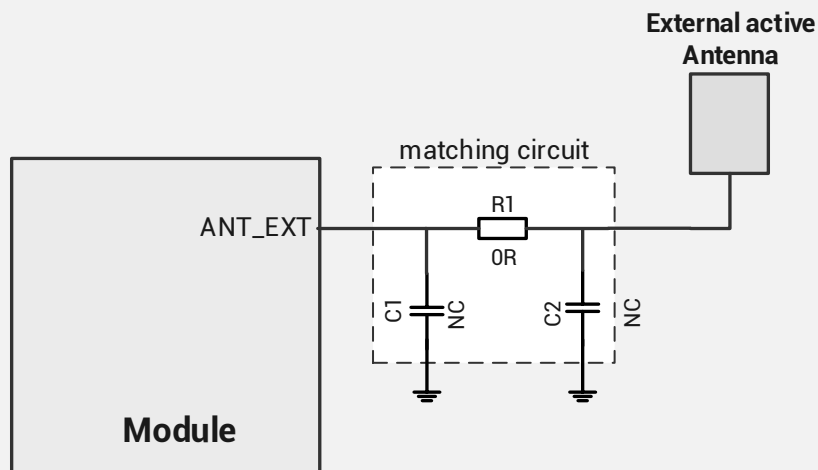 External active
Antenna
matching circuit
R1
ANT_EXT
0R
C1
NC
C2
NC
Module